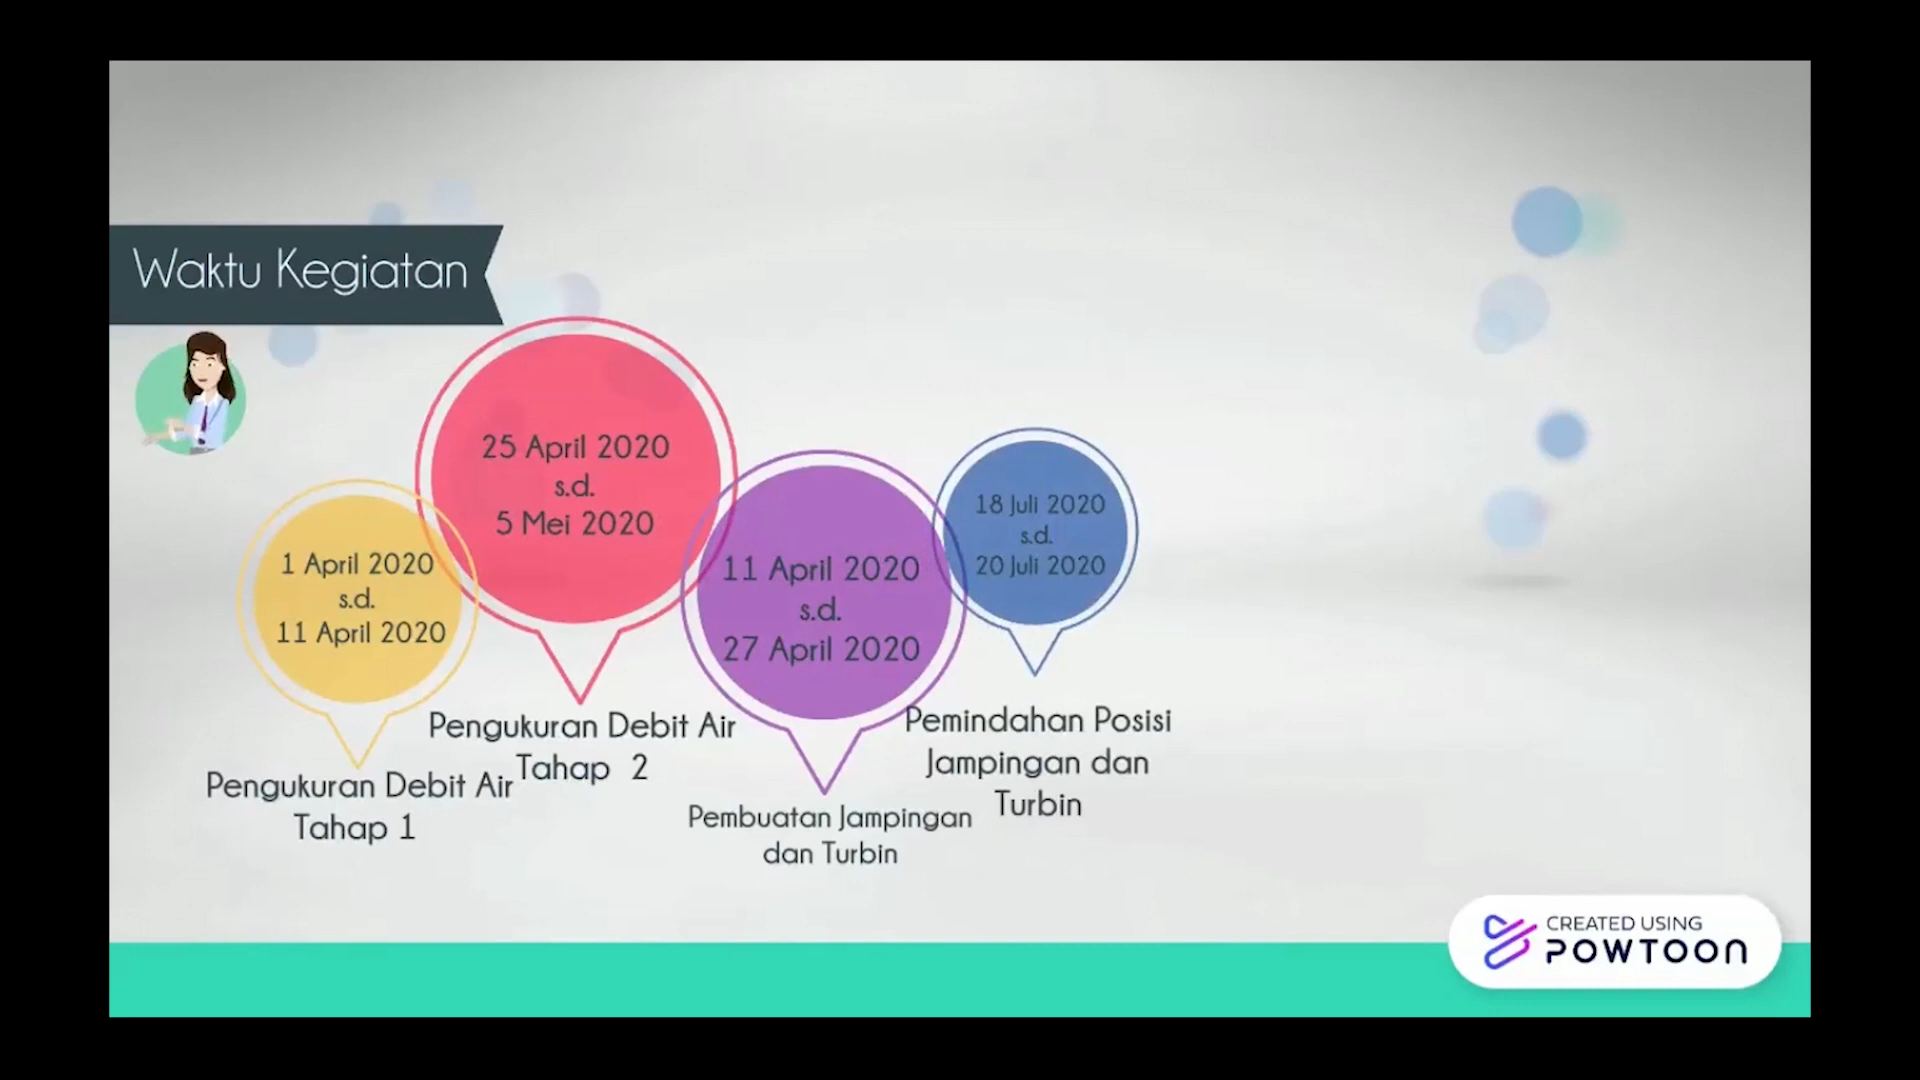 Waktu Kegiatan
1 April 2020
s.d.
11 April 2020
Pengukuran Debit Air
Tahap 1
25 April 2020
s.d.
5 Mei 2020
Pengukuran Debit Air
Tahap 2
11 April 2020
s.d.
27 April 2020
Pembuatan Jampingan
dan Turbin
18 Juli 2020
s.d.
20 Juli 2020
Pemindahan Posisi
Jampingan dan
Turbin
CREATED USING
POWTOON